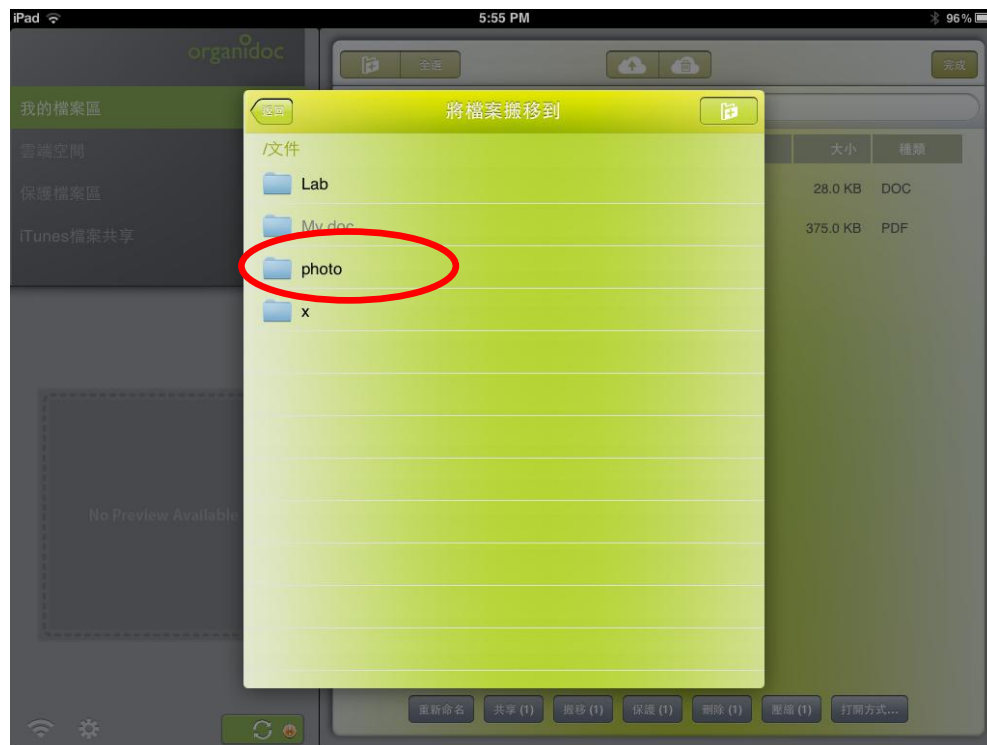 iPad 5:55 PM 96%
organidoc
全選 完成
我的檔案區
返回 將檔案搬移到
雲端空間
/文件
大小 種類
保護檔案區
Lab
28.0 KB DOC
iTunes檔案共享
My doc
375.0 KB PDF
photo
x
No Preview Available
重新命名 共享 (1) 搬移 (1) 保護 (1) 刪除 (1) 壓縮 (1) 打開方式...